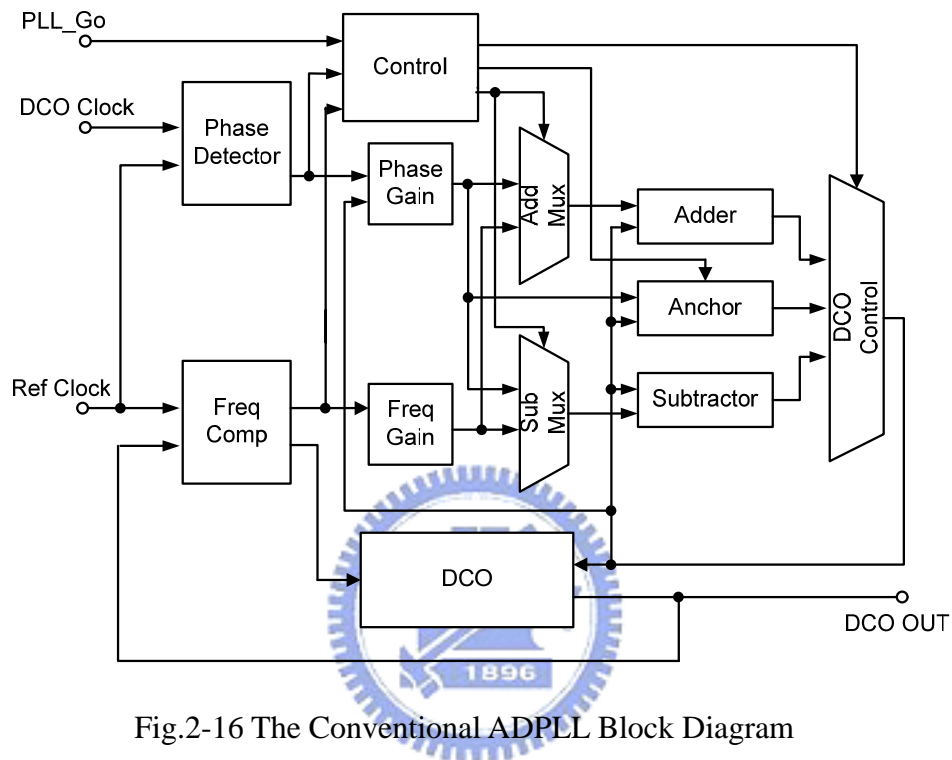 PLL_Go
Control
DCO Clock
Phase
Detector
Phase
Gain
Add
Mux
Adder
Anchor
DCO
Control
Ref Clock
Freq
Comp
Freq
Gain
Sub
Mux
Subtractor
DCO
DCO OUT
1896
Fig.2-16 The Conventional ADPLL Block Diagram